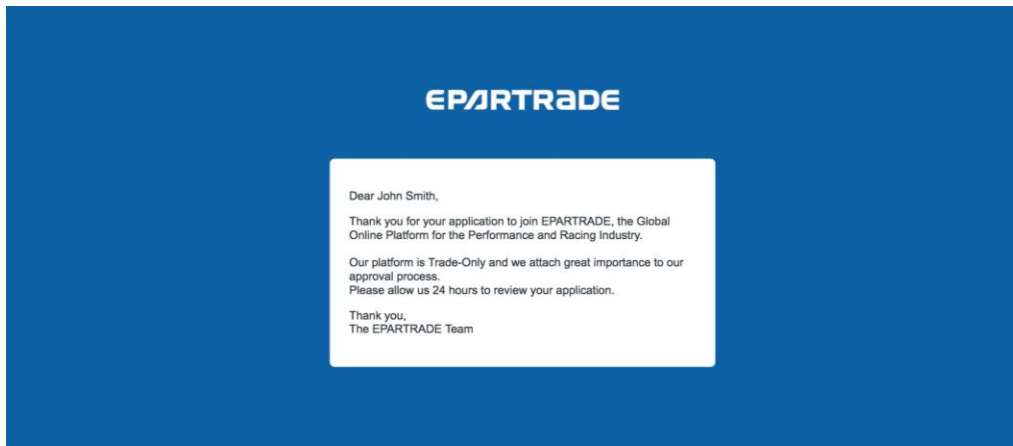 EPARTRADE
Dear John Smith,
Thank you for your application to join EPARTRADE, the Global
Online Platform for the Performance and Racing Industry.
Our platform is Trade-Only and we attach great importance to our
approval process.
Please allow us 24 hours to review your application.
Thank you,
The EPARTRADE Team